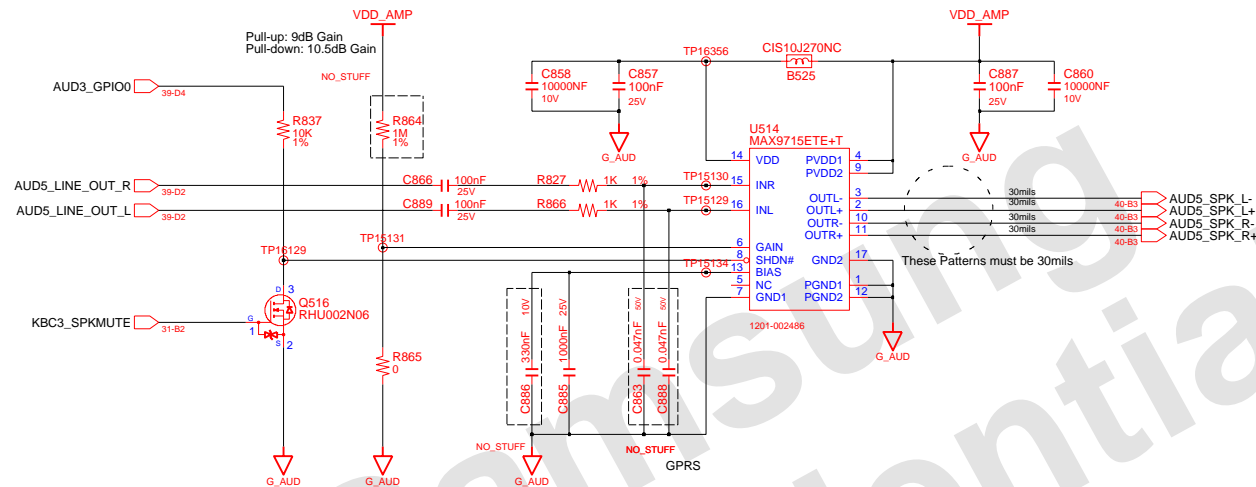 VDD_AMP
VDD_AMP
Pull-up: 9dB Gain
Pull-down: 10.5dB Gain
NO_STUFF
TP16356
CIS10J270NC
B525
AUD3_GPIO0
39-D4
R837
10K
1%
R864
1M
1%
C858
10000NF
10V
C857
100nF
25V
C887
100nF
25V
C860
10000NF
10V
G_AUD
G_AUD
U514
MAX9715ETE+T
14 VDD
PVDD1 4
PVDD2 9
AUD5_LINE_OUT_R
39-D2
C866
100nF
25V
R827
1K 1%
TP15130
15 INR
AUD5_LINE_OUT_L
39-D2
C889
100nF
25V
R866
1K 1%
TP15129
16 INL
OUTL- 3
30mils
AUD5_SPK_L-
OUTL+ 2
30mils
40-B3
AUD5_SPK_L+
OUTR- 10
30mils
40-B3
AUD5_SPK_R-
OUTR+ 11
30mils
40-B3
AUD5_SPK_R+
40-B3
TP16129
TP15131
6 GAIN
8 SHDN#
TP15134
13 BIAS
5 NC
7 GND1
GND2 17
PGND1 1
PGND2 12
These Patterns must be 30mils
1201-002486
G_AUD
KBC3_SPKMUTE
31-B2
D 3
G
1
S 2
Q516
RHU002N06
R865
0
C886
330nF
10V
C885
1000nF
25V
C863
0.047nF
50V
C888
0.047nF
50V
NO_STUFF
NO_STUFF
GPRS
G_AUD
G_AUD
G_AUD